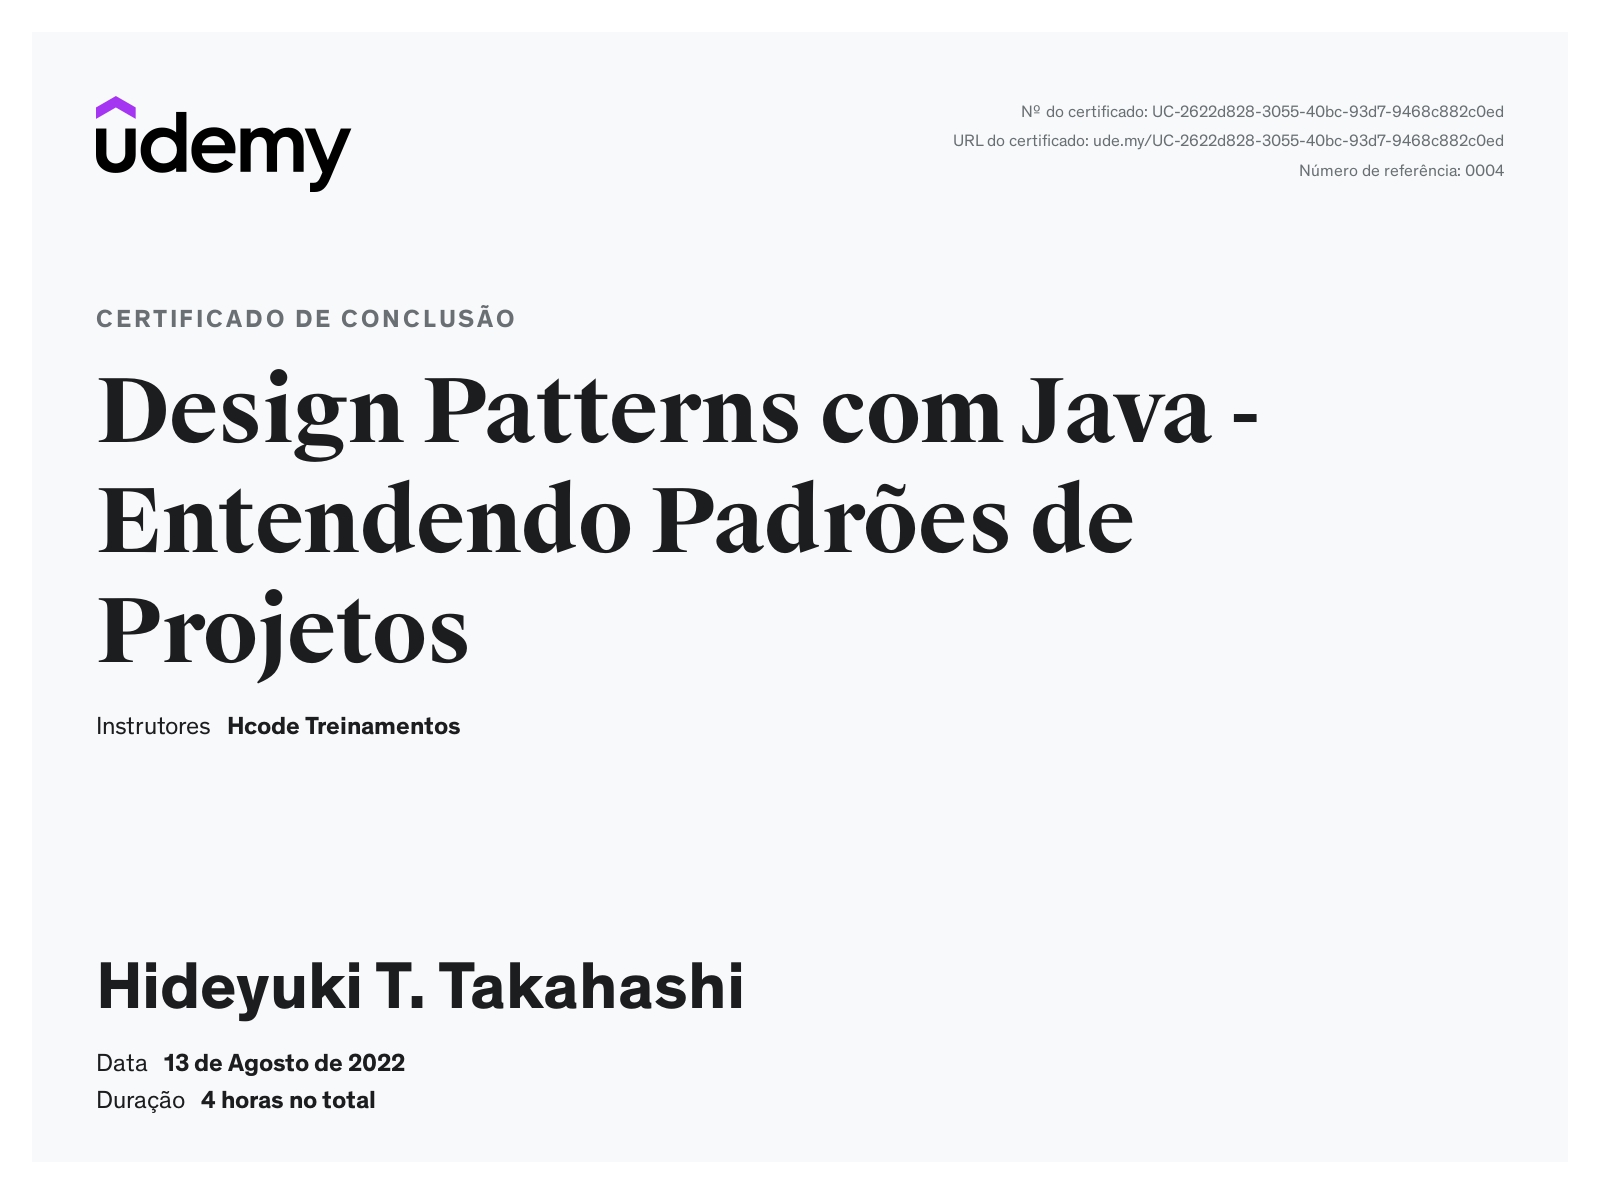 udemy
Nº do certificado: UC-2622d828-3055-40bc-93d7-9468c882c0ed
URL do certificado: ude.my/UC-2622d828-3055-40bc-93d7-9468c882c0ed
Número de referência: 0004
CERTIFICADO DE CONCLUSÃO
Design Patterns com Java -
Entendendo Padrões de
Projetos
Instrutores Hcode Treinamentos
Hideyuki T. Takahashi
Data 13 de Agosto de 2022
Duração 4 horas no total